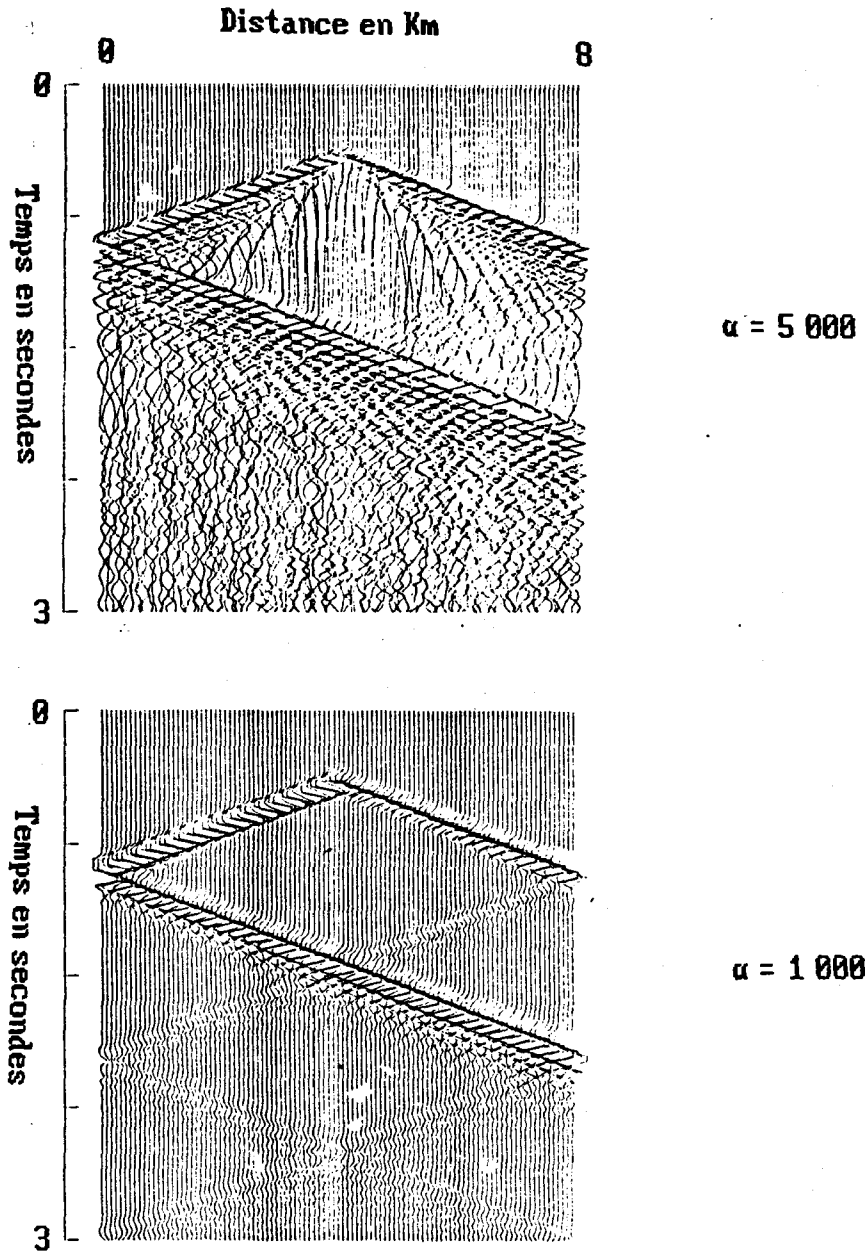 Distance en Km
0 8
0
Temps en secondes
α = 5 000
3
0
Temps en secondes
α = 1 000
3